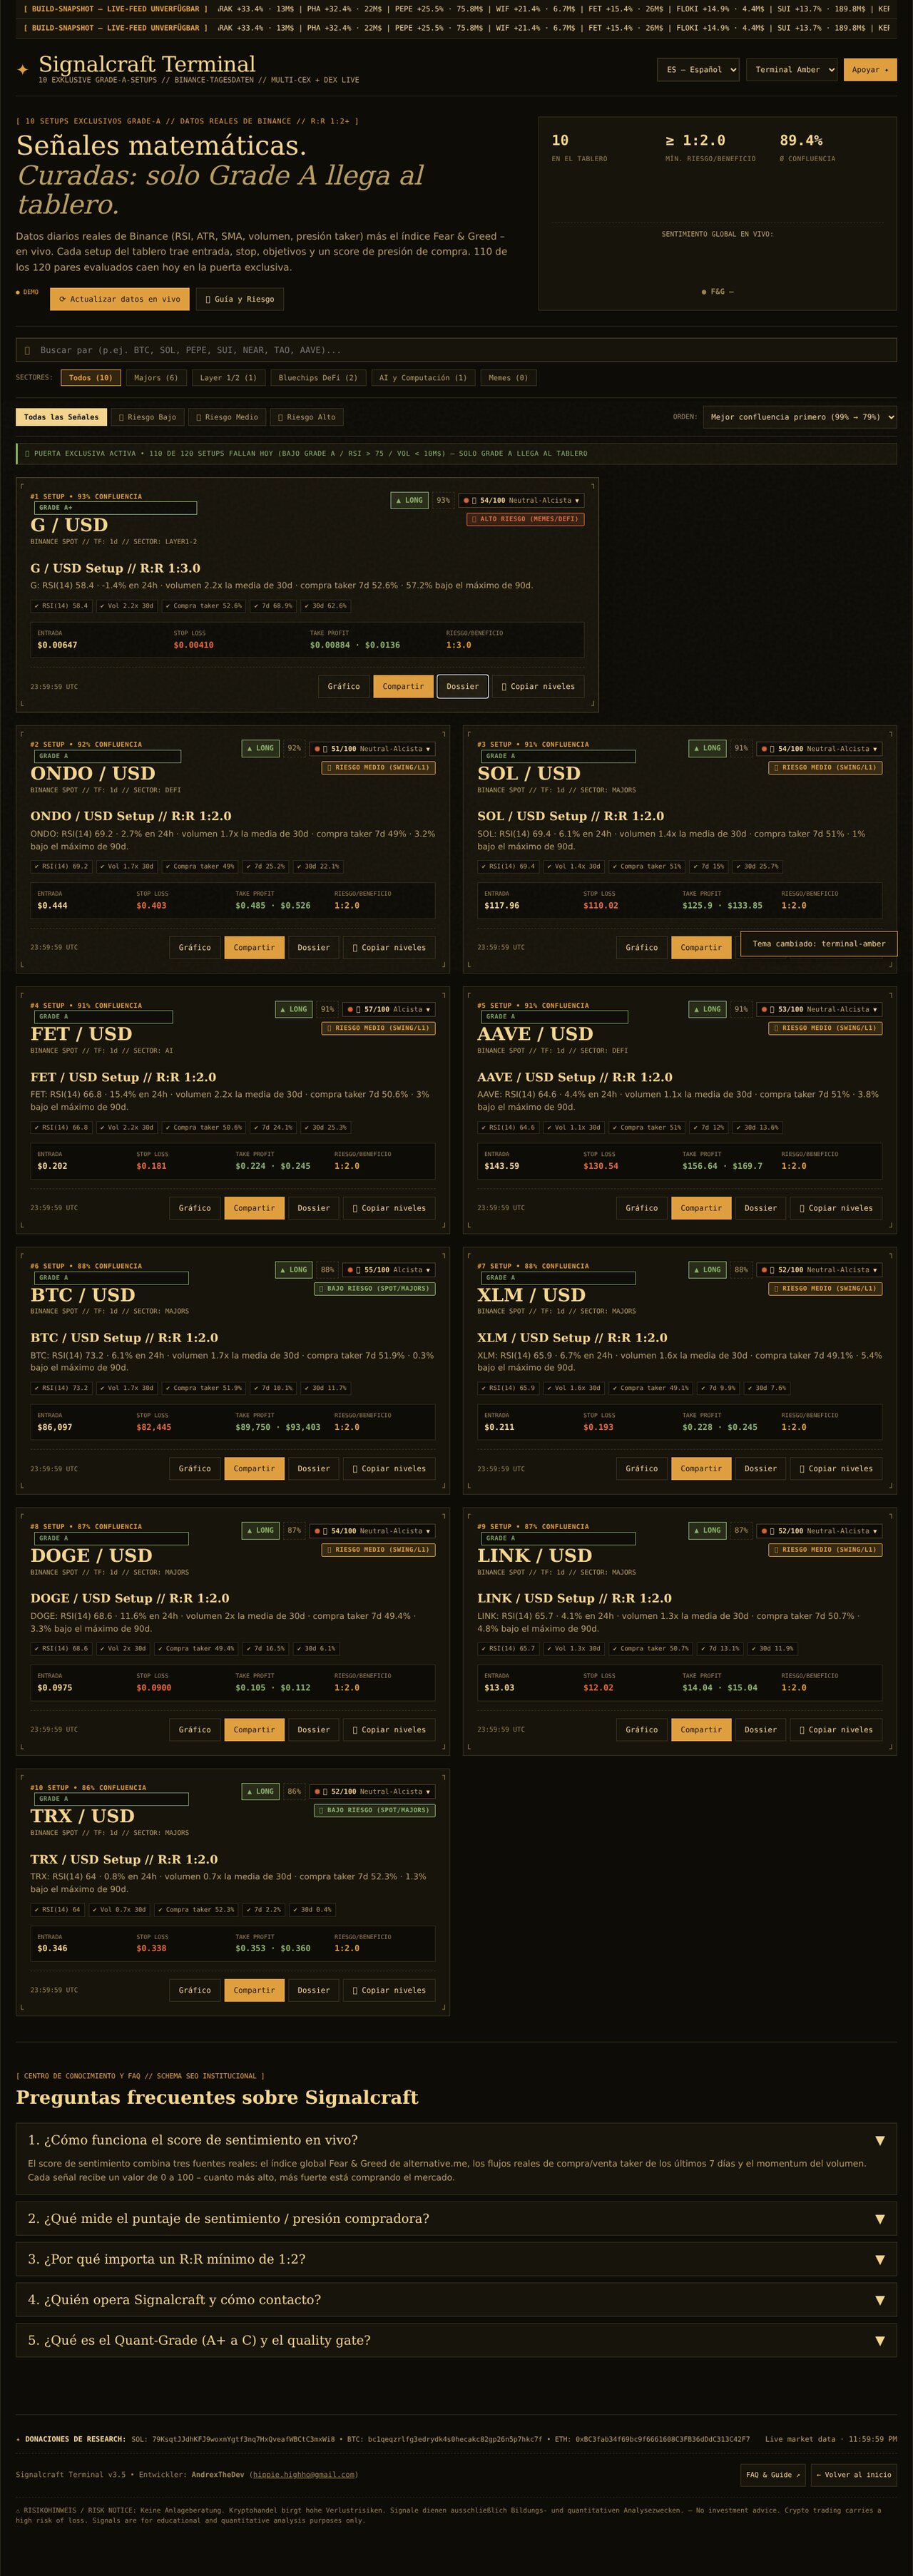 [ BUILD-SNAPSHOT — LIVE-FEED UNVERFÜGBAR ] RAK +33.4% · 13M$ | PHA +32.4% · 22M$ | PEPE +25.5% · 75.8M$ | WIF +21.4% · 6.7M$ | FET +15.4% · 26M$ | FLOKI +14.9% · 4.4M$ | SUI +13.7% · 189.8M$ |
[ BUILD-SNAPSHOT — LIVE-FEED UNVERFÜGBAR ] RAK +33.4% · 13M$ | PHA +32.4% · 22M$ | PEPE +25.5% · 75.8M$ | WIF +21.4% · 6.7M$ | FET +15.4% · 26M$ | FLOKI +14.9% · 4.4M$ | SUI +13.7% · 189.8M$ |
✦ Signalcraft Terminal
10 EXKLUSIVE GRADE-A-SETUPS // BINANCE-TAGESDATEN // MULTI-CEX + DEX LIVE
ES — Español
Terminal Amber
Apoyar ✦
[ 10 SETUPS EXCLUSIVOS GRADE-A // DATOS REALES DE BINANCE // R:R 1:2+ ]
Señales matemáticas.
Curadas: solo Grade A llega al
tablero.
Datos diarios reales de Binance (RSI, ATR, SMA, volumen, presión taker) más el índice Fear & Greed –
en vivo. Cada setup del tablero trae entrada, stop, objetivos y un score de presión de compra. 110 de
los 120 pares evaluados caen hoy en la puerta exclusiva.
● DEMO
⟳ Actualizar datos en vivo
Guía y Riesgo
10
EN EL TABLERO
≥ 1:2.0
MÍN. RIESGO/BENEFICIO
89.4%
Ø CONFLUENCIA
SENTIMIENTO GLOBAL EN VIVO:
● F&G —
Buscar par (p.ej. BTC, SOL, PEPE, SUI, NEAR, TAO, AAVE)...
SECTORES: Todos (10) Majors (6) Layer 1/2 (1) Bluechips DeFi (2) AI y Computación (1) Memes (0)
Todas las Señales Riesgo Bajo Riesgo Medio Riesgo Alto
ORDEN: Mejor confluencia primero (99% → 79%)
PUERTA EXCLUSIVA ACTIVA • 110 DE 120 SETUPS FALLAN HOY (BAJO GRADE A / RSI > 75 / VOL < 10M$) — SOLO GRADE A LLEGA AL TABLERO
#1 SETUP • 93% CONFLUENCIA
GRADE A+
G / USD
BINANCE SPOT // TF: 1d // SECTOR: LAYER1-2
▲ LONG 93% 54/100 Neutral-Alcista ▼
ALTO RIESGO (MEMES/DEFI)
G / USD Setup // R:R 1:3.0
G: RSI(14) 58.4 · -1.4% en 24h · volumen 2.2x la media de 30d · compra taker 7d 52.6% · 57.2% bajo el máximo de 90d.
✔ RSI(14) 58.4 ✔ Vol 2.2x 30d ✔ Compra taker 52.6% ✔ 7d 68.9% ✔ 30d 62.6%
ENTRADA STOP LOSS TAKE PROFIT RIESGO/BENEFICIO
$0.00647 $0.00410 $0.00884 · $0.0136 1:3.0
23:59:59 UTC Gráfico Compartir Dossier Copiar niveles
#2 SETUP • 92% CONFLUENCIA
GRADE A
ONDO / USD
BINANCE SPOT // TF: 1d // SECTOR: DEFI
▲ LONG 92% 51/100 Neutral-Alcista ▼
RIESGO MEDIO (SWING/L1)
ONDO / USD Setup // R:R 1:2.0
ONDO: RSI(14) 69.2 · 2.7% en 24h · volumen 1.7x la media de 30d · compra taker 7d 49% · 3.2%
bajo el máximo de 90d.
✔ RSI(14) 69.2 ✔ Vol 1.7x 30d ✔ Compra taker 49% ✔ 7d 25.2% ✔ 30d 22.1%
ENTRADA STOP LOSS TAKE PROFIT RIESGO/BENEFICIO
$0.444 $0.403 $0.485 · $0.526 1:2.0
23:59:59 UTC Gráfico Compartir Dossier Copiar niveles
#3 SETUP • 91% CONFLUENCIA
GRADE A
SOL / USD
BINANCE SPOT // TF: 1d // SECTOR: MAJORS
▲ LONG 91% 54/100 Neutral-Alcista ▼
RIESGO MEDIO (SWING/L1)
SOL / USD Setup // R:R 1:2.0
SOL: RSI(14) 69.4 · 6.1% en 24h · volumen 1.4x la media de 30d · compra taker 7d 51% · 1%
bajo el máximo de 90d.
✔ RSI(14) 69.4 ✔ Vol 1.4x 30d ✔ Compra taker 51% ✔ 7d 15% ✔ 30d 25.7%
ENTRADA STOP LOSS TAKE PROFIT RIESGO/BENEFICIO
$117.96 $110.02 $125.9 · $133.85 1:2.0
23:59:59 UTC Gráfico Compartir
Tema cambiado: terminal-amber
#4 SETUP • 91% CONFLUENCIA
GRADE A
FET / USD
BINANCE SPOT // TF: 1d // SECTOR: AI
▲ LONG 91% 57/100 Alcista ▼
RIESGO MEDIO (SWING/L1)
FET / USD Setup // R:R 1:2.0
FET: RSI(14) 66.8 · 15.4% en 24h · volumen 2.2x la media de 30d · compra taker 7d 50.6% · 3%
bajo el máximo de 90d.
✔ RSI(14) 66.8 ✔ Vol 2.2x 30d ✔ Compra taker 50.6% ✔ 7d 24.1% ✔ 30d 25.3%
ENTRADA STOP LOSS TAKE PROFIT RIESGO/BENEFICIO
$0.202 $0.181 $0.224 · $0.245 1:2.0
23:59:59 UTC Gráfico Compartir Dossier Copiar niveles
#5 SETUP • 91% CONFLUENCIA
GRADE A
AAVE / USD
BINANCE SPOT // TF: 1d // SECTOR: DEFI
▲ LONG 91% 53/100 Neutral-Alcista ▼
RIESGO MEDIO (SWING/L1)
AAVE / USD Setup // R:R 1:2.0
AAVE: RSI(14) 64.6 · 4.4% en 24h · volumen 1.1x la media de 30d · compra taker 7d 51% · 3.8%
bajo el máximo de 90d.
✔ RSI(14) 64.6 ✔ Vol 1.1x 30d ✔ Compra taker 51% ✔ 7d 12% ✔ 30d 13.6%
ENTRADA STOP LOSS TAKE PROFIT RIESGO/BENEFICIO
$143.59 $130.54 $156.64 · $169.7 1:2.0
23:59:59 UTC Gráfico Compartir Dossier Copiar niveles
#6 SETUP • 88% CONFLUENCIA
GRADE A
BTC / USD
BINANCE SPOT // TF: 1d // SECTOR: MAJORS
▲ LONG 88% 55/100 Neutral-Alcista ▼
BAJO RIESGO (SPOT/MAJORS)
BTC / USD Setup // R:R 1:2.0
BTC: RSI(14) 73.2 · 6.1% en 24h · volumen 1.7x la media de 30d · compra taker 7d 51.9% · 0.3%
bajo el máximo de 90d.
✔ RSI(14) 73.2 ✔ Vol 1.7x 30d ✔ Compra taker 51.9% ✔ 7d 10.1% ✔ 30d 11.7%
ENTRADA STOP LOSS TAKE PROFIT RIESGO/BENEFICIO
$86,097 $82,445 $89,750 · $93,403 1:2.0
23:59:59 UTC Gráfico Compartir Dossier Copiar niveles
#7 SETUP • 88% CONFLUENCIA
GRADE A
XLM / USD
BINANCE SPOT // TF: 1d // SECTOR: MAJORS
▲ LONG 88% 52/100 Neutral-Alcista ▼
RIESGO MEDIO (SWING/L1)
XLM / USD Setup // R:R 1:2.0
XLM: RSI(14) 65.9 · 6.7% en 24h · volumen 1.6x la media de 30d · compra taker 7d 49.1% · 5.4%
bajo el máximo de 90d.
✔ RSI(14) 65.9 ✔ Vol 1.6x 30d ✔ Compra taker 49.1% ✔ 7d 9.9% ✔ 30d 7.6%
ENTRADA STOP LOSS TAKE PROFIT RIESGO/BENEFICIO
$0.211 $0.193 $0.228 · $0.245 1:2.0
23:59:59 UTC Gráfico Compartir Dossier Copiar niveles
#8 SETUP • 87% CONFLUENCIA
GRADE A
DOGE / USD
BINANCE SPOT // TF: 1d // SECTOR: MAJORS
▲ LONG 87% 54/100 Neutral-Alcista ▼
RIESGO MEDIO (SWING/L1)
DOGE / USD Setup // R:R 1:2.0
DOGE: RSI(14) 68.6 · 11.6% en 24h · volumen 2x la media de 30d · compra taker 7d 49.4% ·
3.3% bajo el máximo de 90d.
✔ RSI(14) 68.6 ✔ Vol 2x 30d ✔ Compra taker 49.4% ✔ 7d 16.5% ✔ 30d 6.1%
ENTRADA STOP LOSS TAKE PROFIT RIESGO/BENEFICIO
$0.0975 $0.0900 $0.105 · $0.112 1:2.0
23:59:59 UTC Gráfico Compartir Dossier Copiar niveles
#9 SETUP • 87% CONFLUENCIA
GRADE A
LINK / USD
BINANCE SPOT // TF: 1d // SECTOR: MAJORS
▲ LONG 87% 52/100 Neutral-Alcista ▼
RIESGO MEDIO (SWING/L1)
LINK / USD Setup // R:R 1:2.0
LINK: RSI(14) 65.7 · 4.1% en 24h · volumen 1.3x la media de 30d · compra taker 7d 50.7% ·
4.8% bajo el máximo de 90d.
✔ RSI(14) 65.7 ✔ Vol 1.3x 30d ✔ Compra taker 50.7% ✔ 7d 13.1% ✔ 30d 11.9%
ENTRADA STOP LOSS TAKE PROFIT RIESGO/BENEFICIO
$13.03 $12.02 $14.04 · $15.04 1:2.0
23:59:59 UTC Gráfico Compartir Dossier Copiar niveles
#10 SETUP • 86% CONFLUENCIA
GRADE A
TRX / USD
BINANCE SPOT // TF: 1d // SECTOR: MAJORS
▲ LONG 86% 52/100 Neutral-Alcista ▼
BAJO RIESGO (SPOT/MAJORS)
TRX / USD Setup // R:R 1:2.0
TRX: RSI(14) 64 · 0.8% en 24h · volumen 0.7x la media de 30d · compra taker 7d 52.3% · 1.3%
bajo el máximo de 90d.
✔ RSI(14) 64 ✔ Vol 0.7x 30d ✔ Compra taker 52.3% ✔ 7d 2.2% ✔ 30d 0.4%
ENTRADA STOP LOSS TAKE PROFIT RIESGO/BENEFICIO
$0.346 $0.338 $0.353 · $0.360 1:2.0
23:59:59 UTC Gráfico Compartir Dossier Copiar niveles
[ CENTRO DE CONOCIMIENTO Y FAQ // SCHEMA SEO INSTITUCIONAL ]
Preguntas frecuentes sobre Signalcraft
1. ¿Cómo funciona el score de sentimiento en vivo? ▼
El score de sentimiento combina tres fuentes reales: el índice global Fear & Greed de alternative.me, los flujos reales de compra/venta taker de los últimos 7 días y el momentum del volumen.
Cada señal recibe un valor de 0 a 100 – cuanto más alto, más fuerte está comprando el mercado.
2. ¿Qué mide el puntaje de sentimiento / presión compradora? ▼
3. ¿Por qué importa un R:R mínimo de 1:2? ▼
4. ¿Quién opera Signalcraft y cómo contacto? ▼
5. ¿Qué es el Quant-Grade (A+ a C) y el quality gate? ▼
✦ DONACIONES DE RESEARCH: SOL: • BTC: • ETH:
Live market data · 11:59:59 PM
Signalcraft Terminal v3.5 • Entwickler: AndrexTheDev (hippie.highho@gmail.com)
FAQ & Guide ↗ ← Volver al inicio
⚠ RISIKOHINWEIS / RISK NOTICE: Keine Anlageberatung. Kryptohandel birgt hohe Verlustrisiken. Signale dienen ausschließlich Bildungs- und quantitativen Analysezwecken. — No investment advice. Crypto trading carries a
high risk of loss. Signals are for educational and quantitative analysis purposes only.